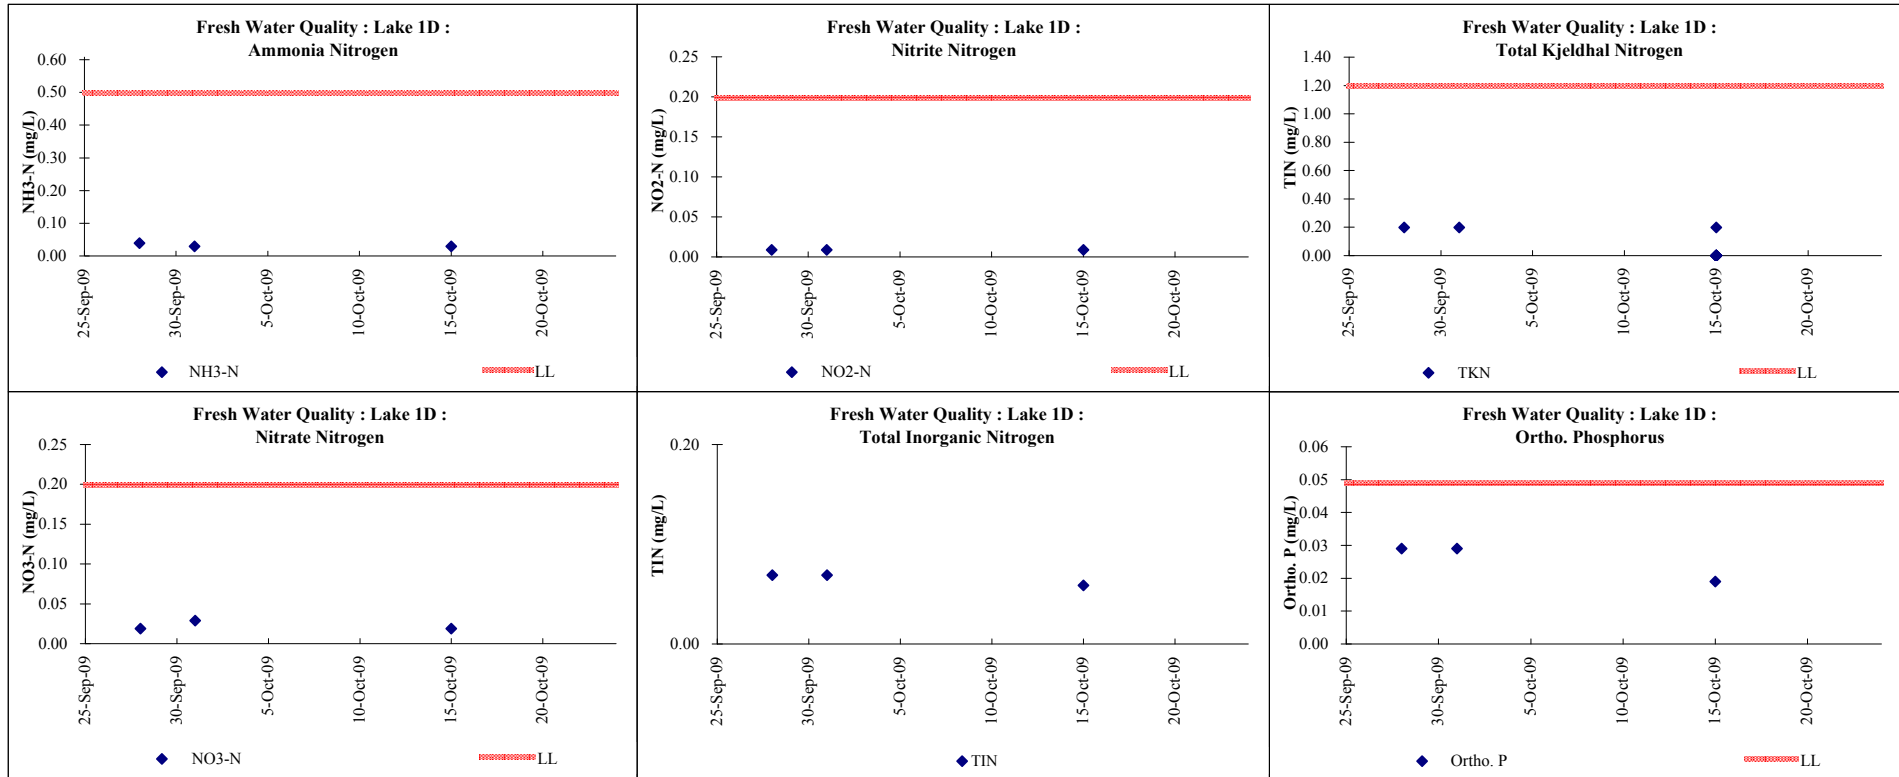 Fresh Water Quality : Lake 1D :
Ammonia Nitrogen
0.60
0.50
0.40
0.30
0.20
0.10
0.00
NH3-N (mg/L)
25-Sep-09
30-Sep-09
5-Oct-09
10-Oct-09
15-Oct-09
20-Oct-09
NH3-N
LL
Fresh Water Quality : Lake 1D :
Nitrite Nitrogen
0.25
0.20
0.15
0.10
0.05
0.00
NO2-N (mg/L)
25-Sep-09
30-Sep-09
5-Oct-09
10-Oct-09
15-Oct-09
20-Oct-09
NO2-N
LL
Fresh Water Quality : Lake 1D :
Total Kjeldhal Nitrogen
1.40
1.20
1.00
0.80
0.60
0.40
0.20
0.00
TIN (mg/L)
25-Sep-09
30-Sep-09
5-Oct-09
10-Oct-09
15-Oct-09
20-Oct-09
TKN
LL
Fresh Water Quality : Lake 1D :
Nitrate Nitrogen
0.25
0.20
0.15
0.10
0.05
0.00
NO3-N (mg/L)
25-Sep-09
30-Sep-09
5-Oct-09
10-Oct-09
15-Oct-09
20-Oct-09
NO3-N
LL
Fresh Water Quality : Lake 1D :
Total Inorganic Nitrogen
0.20
0.00
TIN (mg/L)
25-Sep-09
30-Sep-09
5-Oct-09
10-Oct-09
15-Oct-09
20-Oct-09
TIN
Fresh Water Quality : Lake 1D :
Ortho. Phosphorus
0.06
0.05
0.04
0.03
0.02
0.01
0.00
Ortho. P (mg/L)
25-Sep-09
30-Sep-09
5-Oct-09
10-Oct-09
15-Oct-09
20-Oct-09
Ortho. P
LL